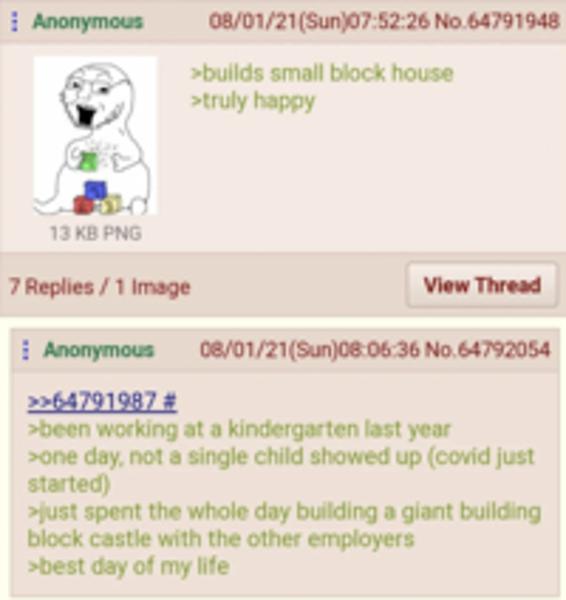 Anonymous 08/01/21(Sun)07:52:26 No.64791948
>builds small block house
>truly happy
13 KB PNG
7 Replies / 1 Image View Thread
Anonymous 08/01/21(Sun)08:06:36 No.64792054
>>64791987 #
>been working at a kindergarten last year
>one day, not a single child showed up (covid just
started)
>just spent the whole day building a giant building
block castle with the other employers
>best day of my life